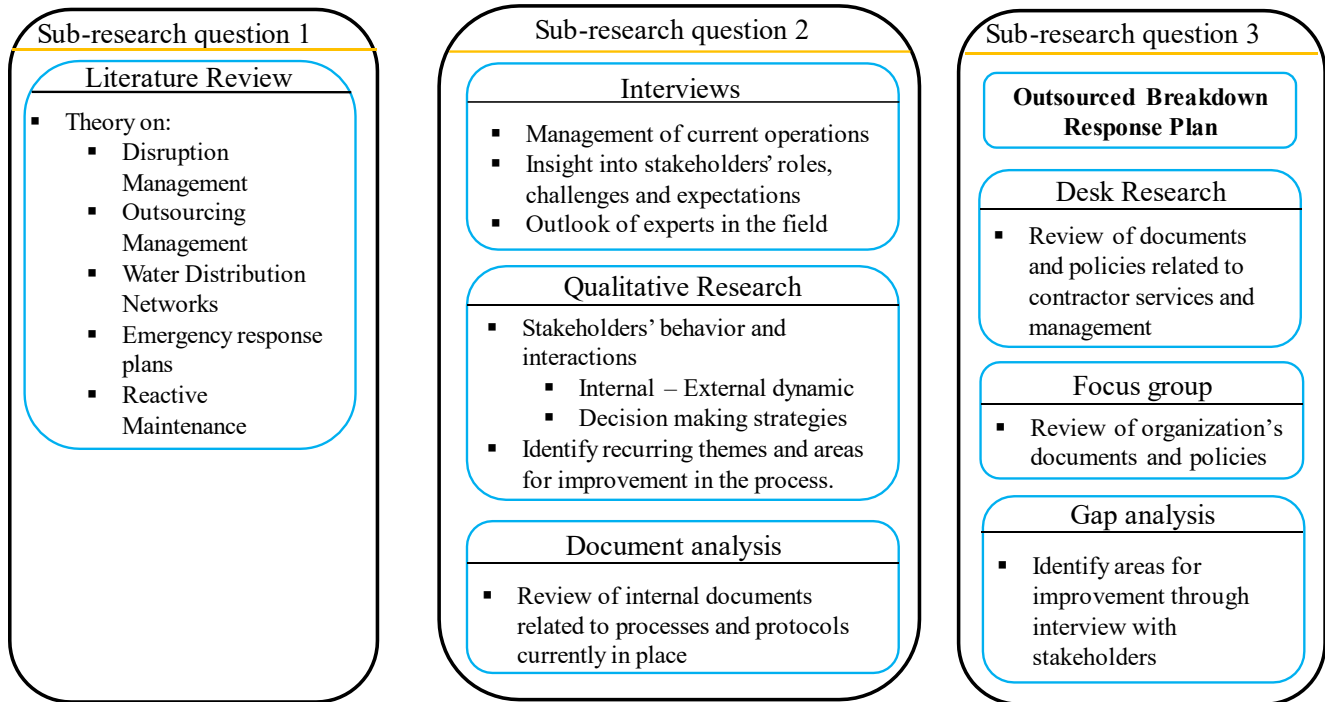 Sub-research question 1
Literature Review
▪ Theory on:
▪ Disruption
Management
▪ Outsourcing
Management
▪ Water Distribution
Networks
▪ Emergency response
plans
▪ Reactive
Maintenance
Sub-research question 2
Interviews
▪ Management of current operations
▪ Insight into stakeholders’ roles,
challenges and expectations
▪ Outlook of experts in the field
Qualitative Research
▪ Stakeholders’ behavior and
interactions
▪ Internal – External dynamic
▪ Decision making strategies
▪ Identify recurring themes and areas
for improvement in the process.
Document analysis
▪ Review of internal documents
related to processes and protocols
currently in place
Sub-research question 3
Outsourced Breakdown
Response Plan
Desk Research
▪ Review of documents
and policies related to
contractor services and
management
Focus group
▪ Review of organization’s
documents and policies
Gap analysis
▪ Identify areas for
improvement through
interview with
stakeholders